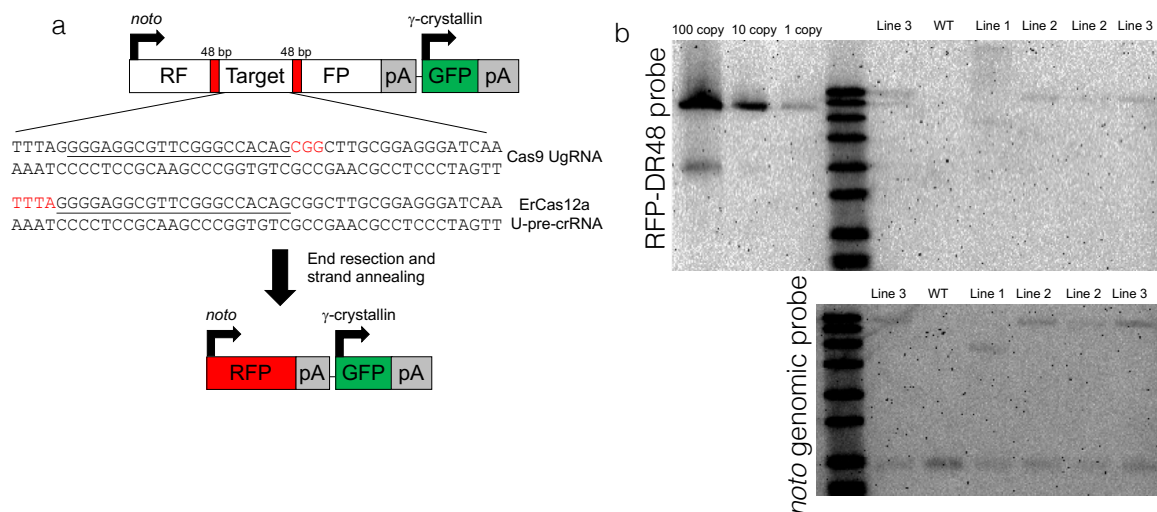 a
noto
γ-crystallin
48 bp
48 bp
RF
Target
FP
pA
GFP
pA
TTTAGGGGAGGCGTTCGGGCCACAGCGGCTTGCGGAGGGATCAA
AAATCCCCTCCGCAAGCCCGGTGTCGCCGAACGCCTCCCTAGTT
Cas9 UgRNA
TTTAGGGGAGGCGTTCGGGCCACAGCGGCTTGCGGAGGGATCAA
AAATCCCCTCCGCAAGCCCGGTGTCGCCGAACGCCTCCCTAGTT
ErCas12a
U-pre-crRNA
End resection and
strand annealing
noto
γ-crystallin
RFP
pA
GFP
pA
b
RFP-DR48 probe
100 copy
10 copy
1 copy
Line 3
WT
Line 1
Line 2
Line 2
Line 3
noto genomic probe
Line 3
WT
Line 1
Line 2
Line 2
Line 3